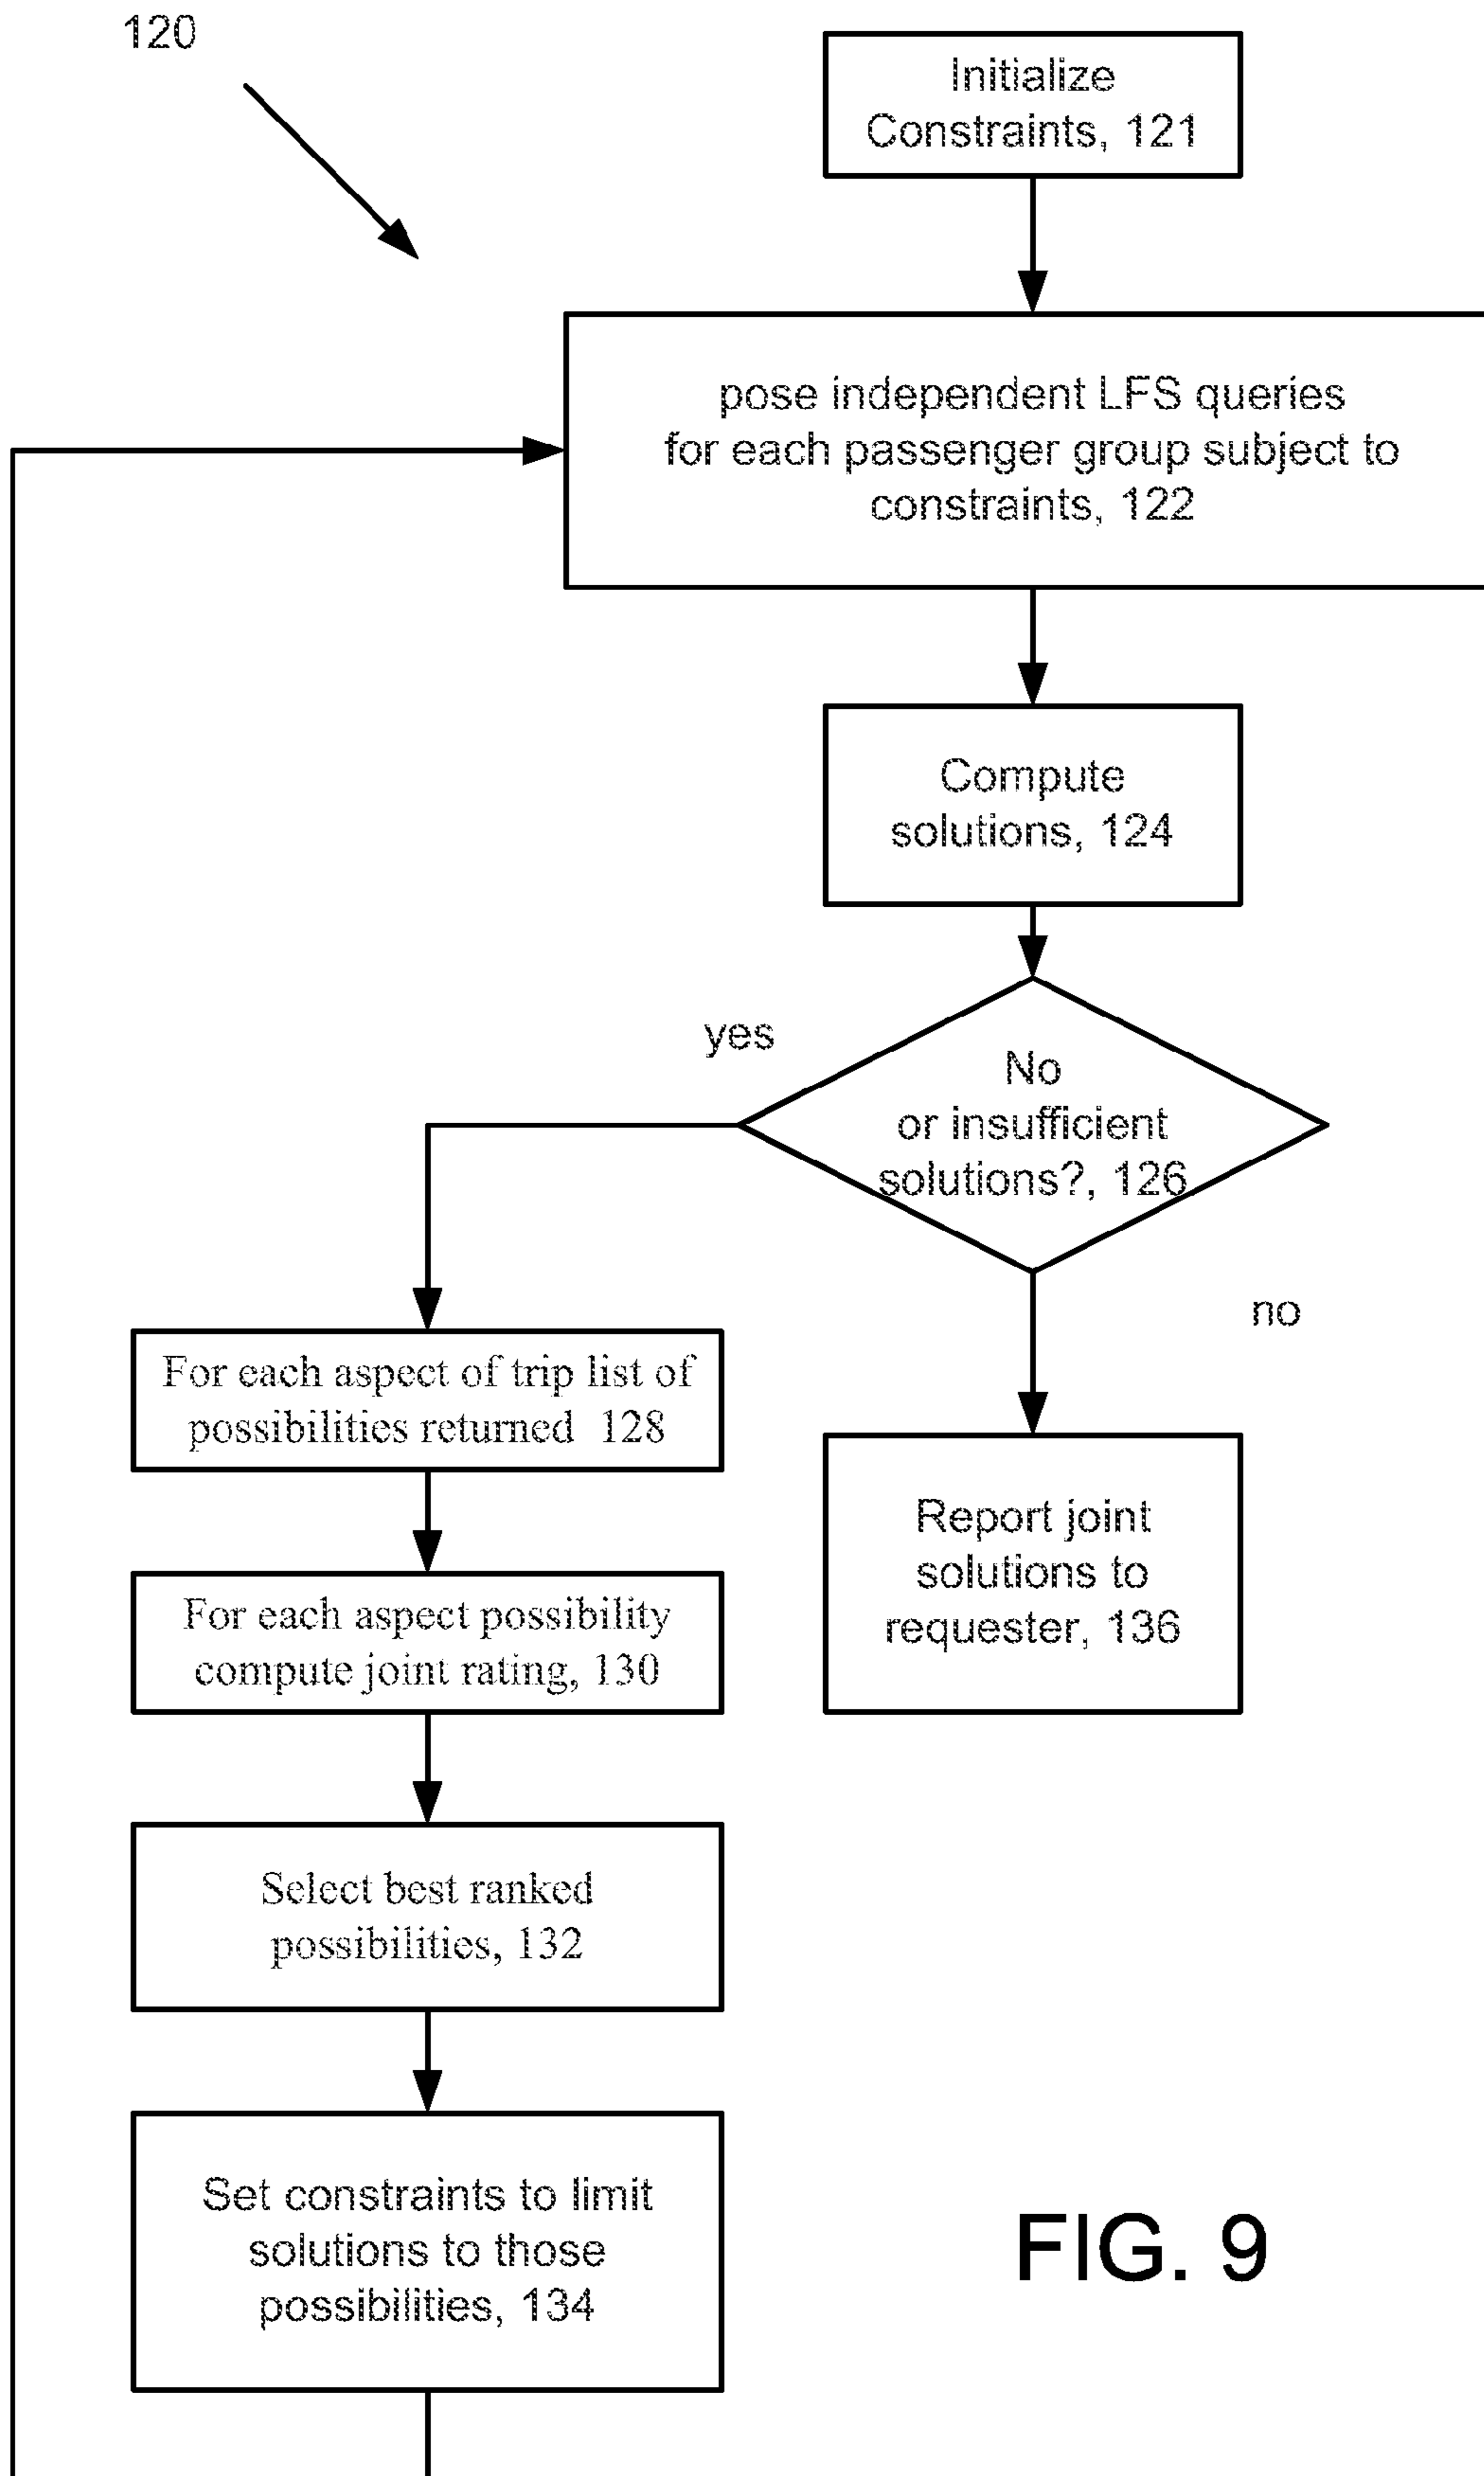 120
Initialize
Constraints, 121
pose independent LFS queries
for each passenger group subject to
constraints, 122
Compute
solutions, 124
yes
No
or insufficient
solutions?, 126
no
For each aspect of trip list of
possibilities returned 128
For each aspect possibility
compute joint rating, 130
Report joint
solutions to
requester, 136
Select best ranked
possibilities, 132
Set constraints to limit
solutions to those
possibilities, 134
FIG. 9